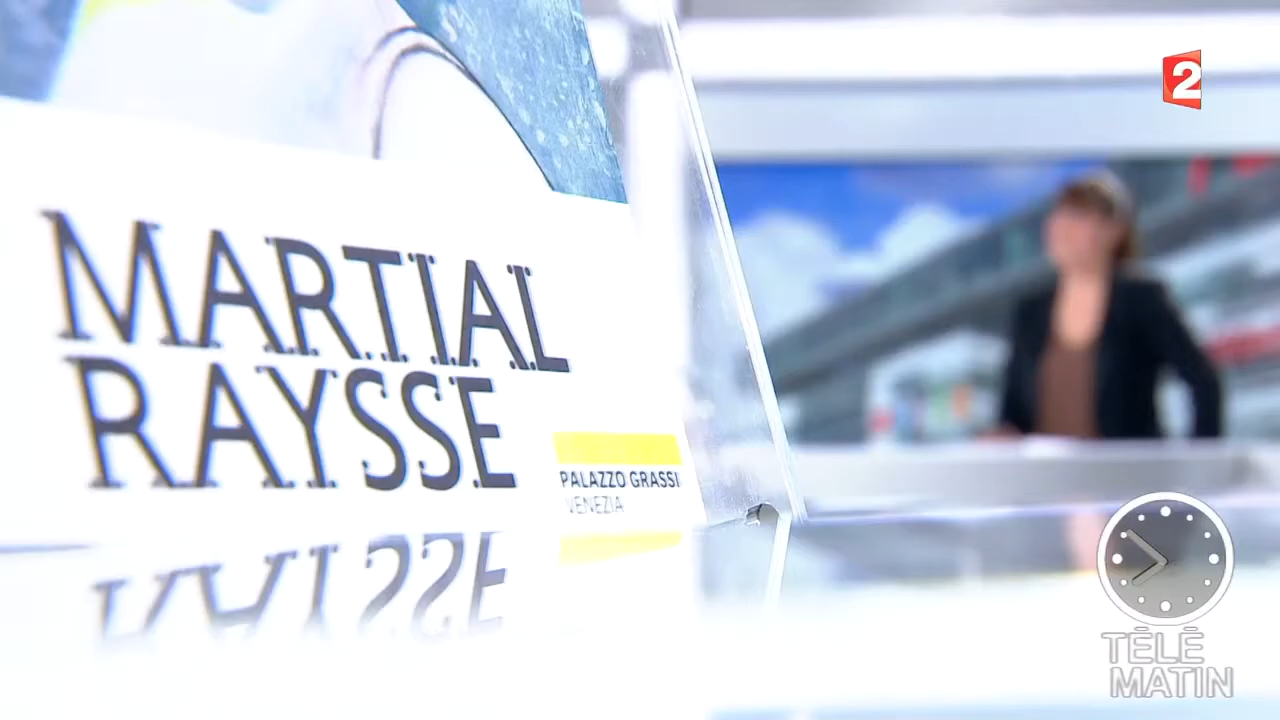 2
MARTIAL
RAYSSE
PALAZZO GRASSI
VENEZIA
TÉLÉ
MATIN